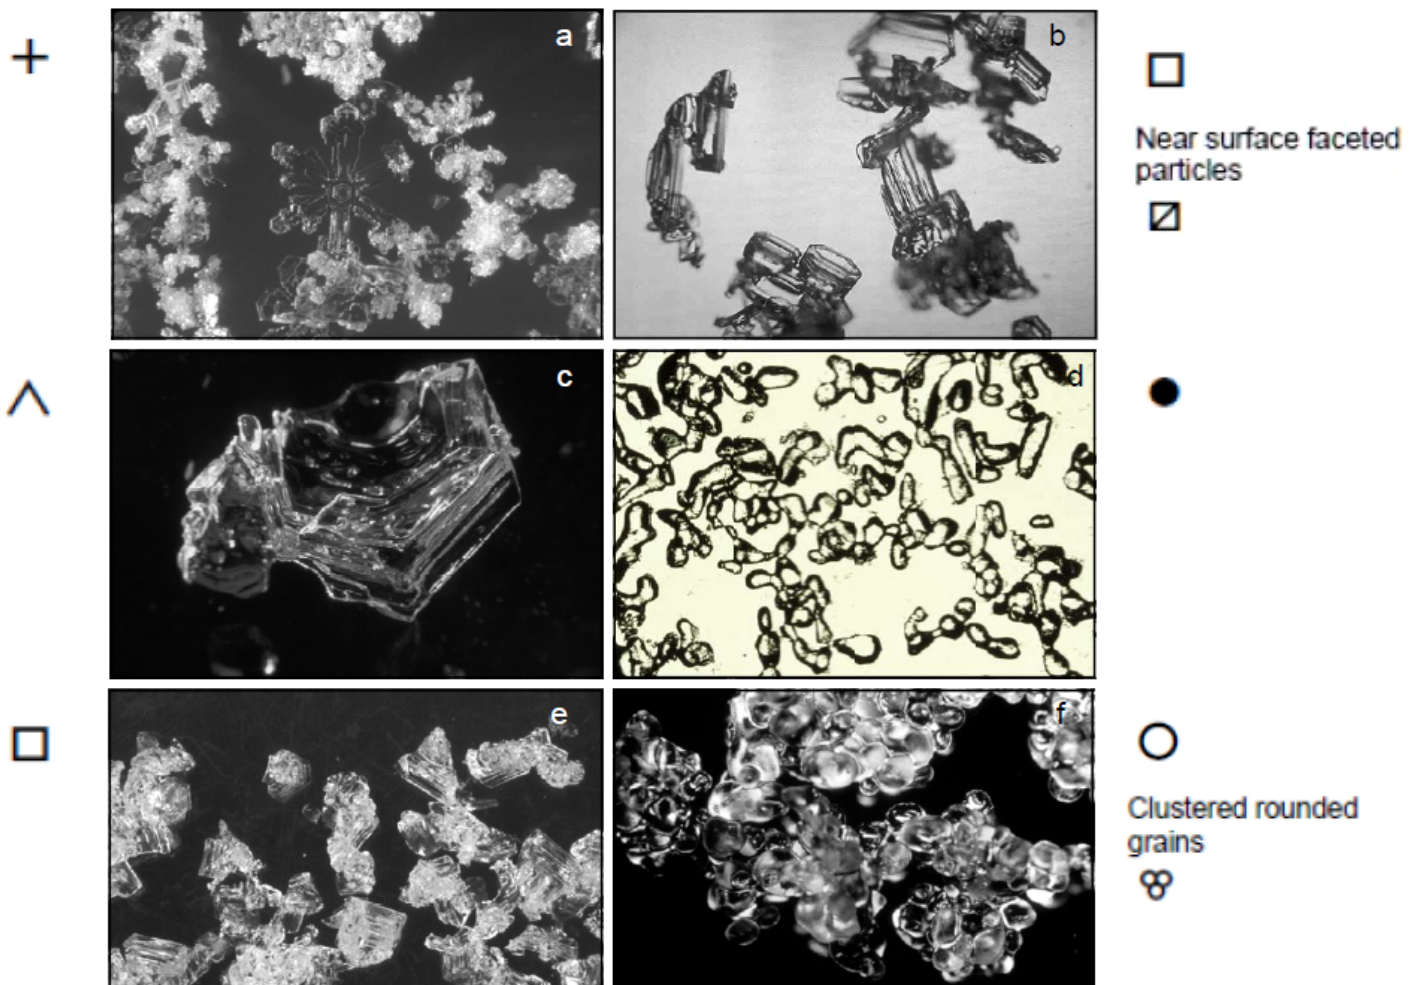 a
b
Near surface faceted
particles
c
d
e
f
Clustered rounded
grains